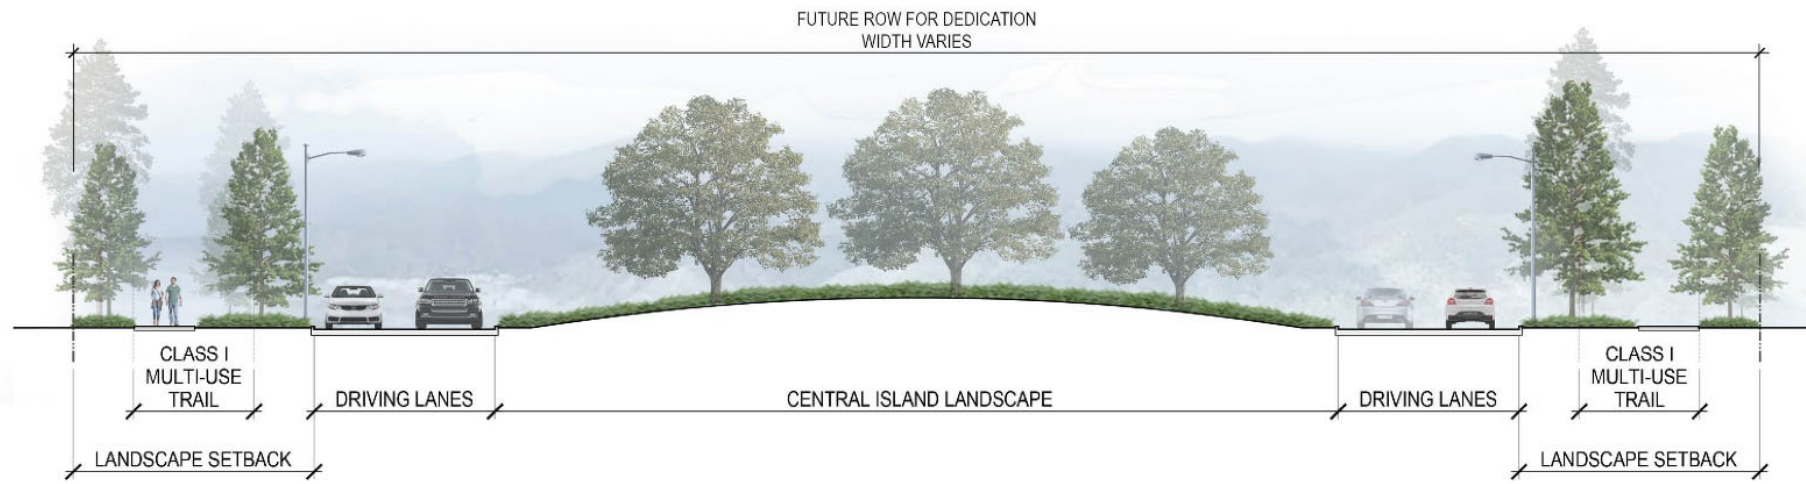 FUTURE ROW FOR DEDICATION
WIDTH VARIES
CLASS I
MULTI-USE
TRAIL
DRIVING LANES
CENTRAL ISLAND LANDSCAPE
DRIVING LANES
CLASS I
MULTI-USE
TRAIL
LANDSCAPE SETBACK
LANDSCAPE SETBACK